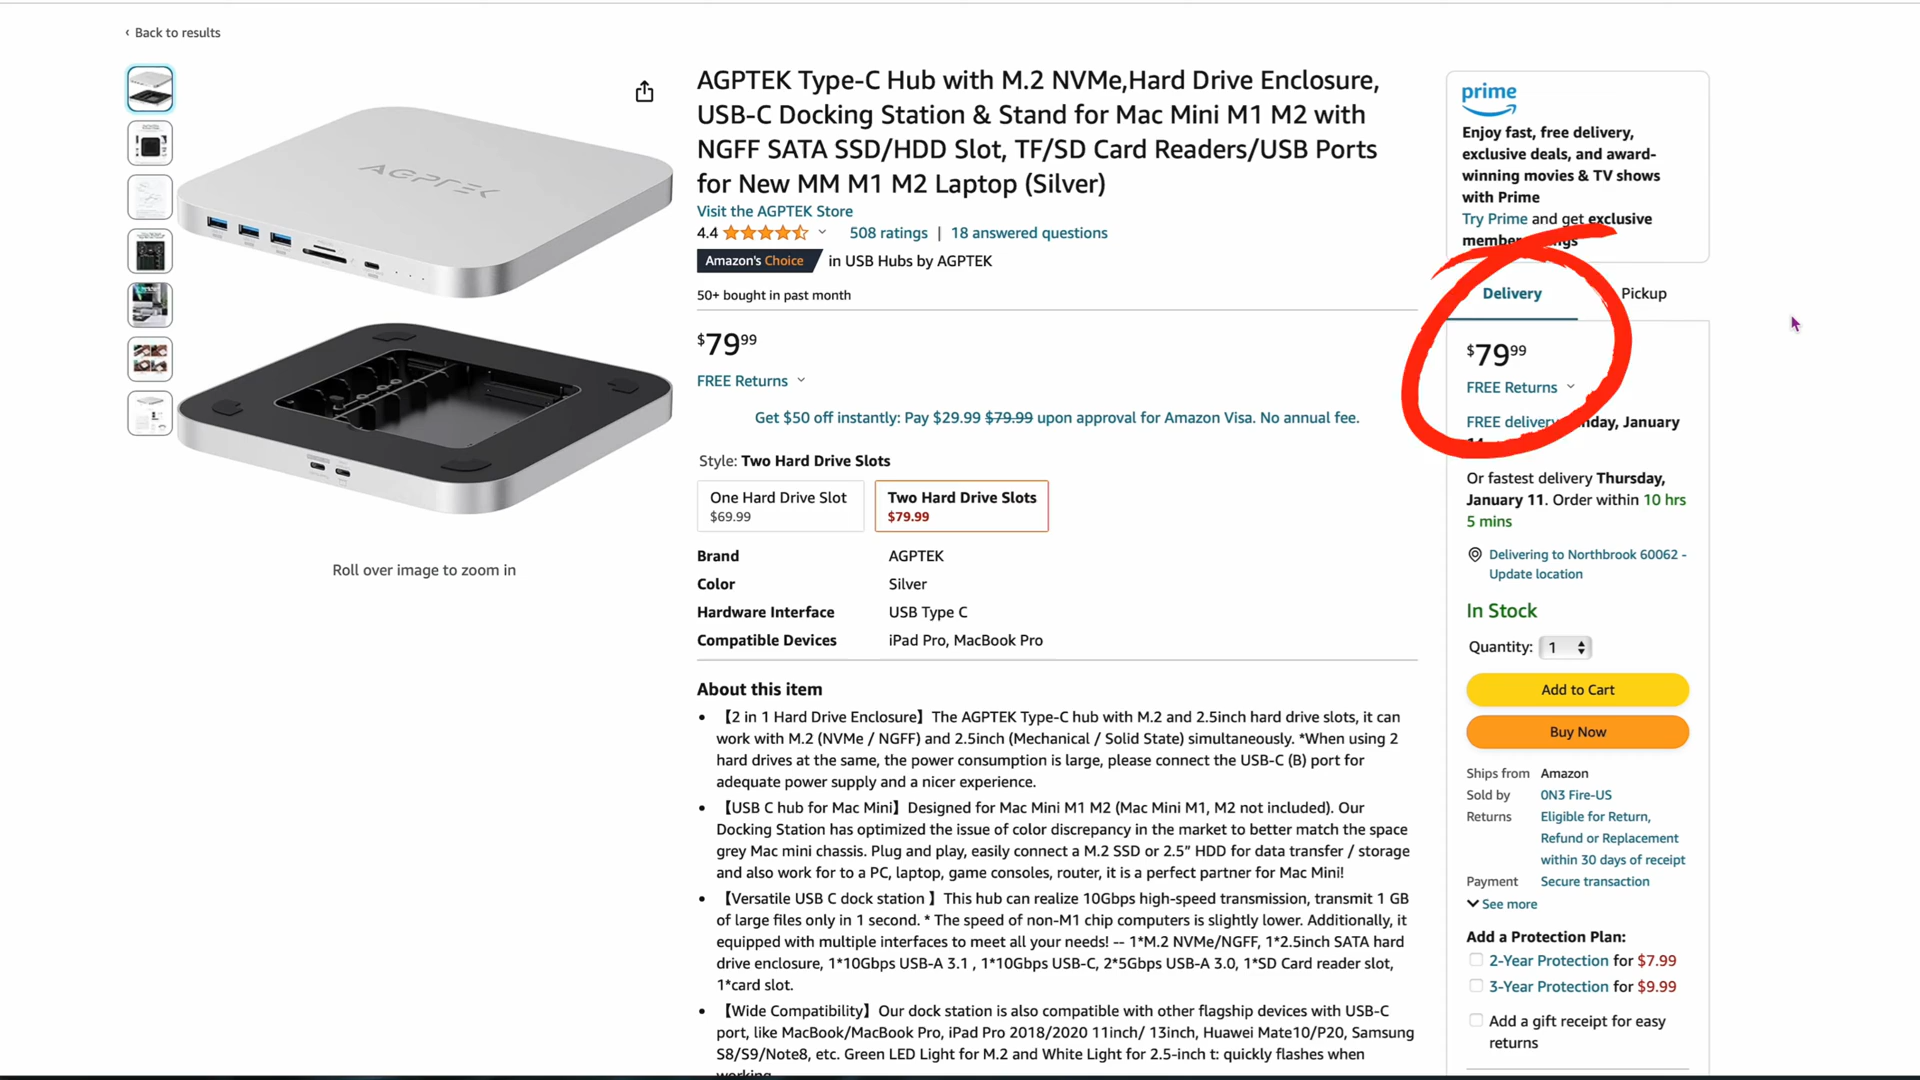 ‹ Back to results
AGPTEK
Roll over image to zoom in
AGPTEK Type-C Hub with M.2 NVMe,Hard Drive Enclosure,
USB-C Docking Station & Stand for Mac Mini M1 M2 with
NGFF SATA SSD/HDD Slot, TF/SD Card Readers/USB Ports
for New MM M1 M2 Laptop (Silver)
Visit the AGPTEK Store
4.4 508 ratings | 18 answered questions
Amazon's Choice in USB Hubs by AGPTEK
50+ bought in past month
$79.99
FREE Returns
Get $50 off instantly: Pay $29.99 $79.99 upon approval for Amazon Visa. No annual fee.
Style: Two Hard Drive Slots
One Hard Drive Slot
$69.99
Two Hard Drive Slots
$79.99
Brand AGPTEK
Color Silver
Hardware Interface USB Type C
Compatible Devices iPad Pro, MacBook Pro
About this item
• 【2 in 1 Hard Drive Enclosure】The AGPTEK Type-C hub with M.2 and 2.5inch hard drive slots, it can
work with M.2 (NVMe / NGFF) and 2.5inch (Mechanical / Solid State) simultaneously. *When using 2
hard drives at the same, the power consumption is large, please connect the USB-C (B) port for
adequate power supply and a nicer experience.
• 【USB C hub for Mac Mini】Designed for Mac Mini M1 M2 (Mac Mini M1, M2 not included). Our
Docking Station has optimized the issue of color discrepancy in the market to better match the space
grey Mac mini chassis. Plug and play, easily connect a M.2 SSD or 2.5" HDD for data transfer / storage
and also work for to a PC, laptop, game consoles, router, it is a perfect partner for Mac Mini!
• 【Versatile USB C dock station 】This hub can realize 10Gbps high-speed transmission, transmit 1 GB
of large files only in 1 second. * The speed of non-M1 chip computers is slightly lower. Additionally, it
equipped with multiple interfaces to meet all your needs! -- 1*M.2 NVMe/NGFF, 1*2.5inch SATA hard
drive enclosure, 1*10Gbps USB-A 3.1 , 1*10Gbps USB-C, 2*5Gbps USB-A 3.0, 1*SD Card reader slot,
1*card slot.
• 【Wide Compatibility】Our dock station is also compatible with other flagship devices with USB-C
port, like MacBook/MacBook Pro, iPad Pro 2018/2020 11inch/ 13inch, Huawei Mate10/P20, Samsung
S8/S9/Note8, etc. Green LED Light for M.2 and White Light for 2.5-inch t: quickly flashes when
working
prime
Enjoy fast, free delivery,
exclusive deals, and award-
winning movies & TV shows
with Prime
Try Prime and get exclusive
Delivery Pickup
$79.99
FREE Returns
FREE delivery January
Or fastest delivery Thursday,
January 11. Order within 10 hrs
5 mins
Delivering to Northbrook 60062 -
Update location
In Stock
Quantity: 1
Add to Cart
Buy Now
Ships from Amazon
Sold by 0N3 Fire-US
Returns Eligible for Return,
Refund or Replacement
within 30 days of receipt
Payment Secure transaction
See more
Add a Protection Plan:
2-Year Protection for $7.99
3-Year Protection for $9.99
Add a gift receipt for easy
returns